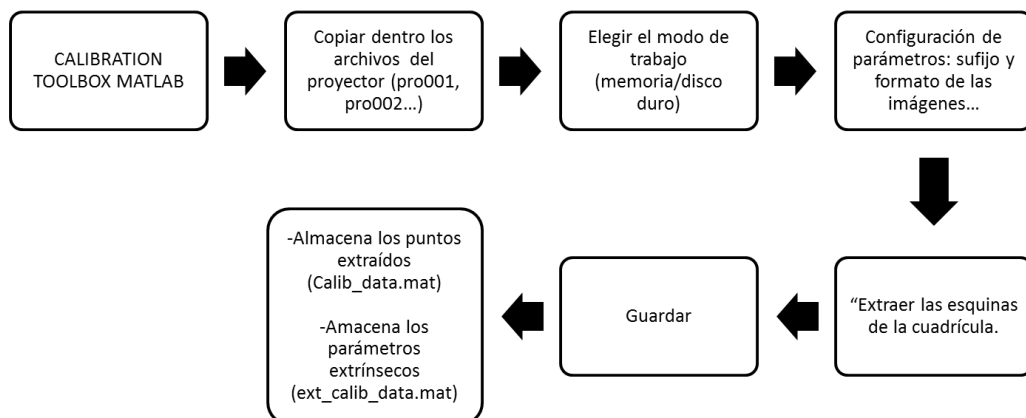 CALIBRATION
TOOLBOX MATLAB
Copiar dentro los
archivos del
proyector (pro001,
pro002…)
Elegir el modo de
trabajo
(memoria/disco
duro)
Configuración de
parámetros: sufijo y
formato de las
imágenes…
“Extraer las esquinas
de la cuadrícula.
Guardar
-Almacena los puntos
extraídos
(Calib_data.mat)
-Amacena los
parámetros
extrínsecos
(ext_calib_data.mat)